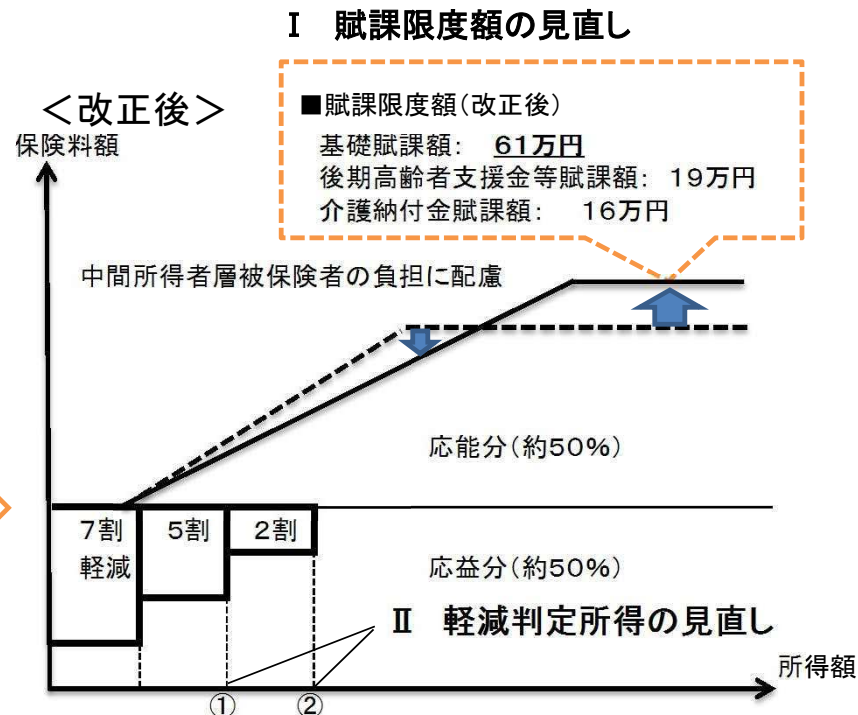 Ⅰ 賦課限度額の見直し
＜改正後＞
■賦課限度額(改正後)
基礎賦課額： 61万円
後期高齢者支援金等賦課額： 19万円
介護納付金賦課額： 16万円
保険料額
中間所得者層被保険者の負担に配慮
応能分(約50％)
7割
軽減
5割
2割
応益分(約50％)
Ⅱ 軽減判定所得の見直し
所得額
①
②